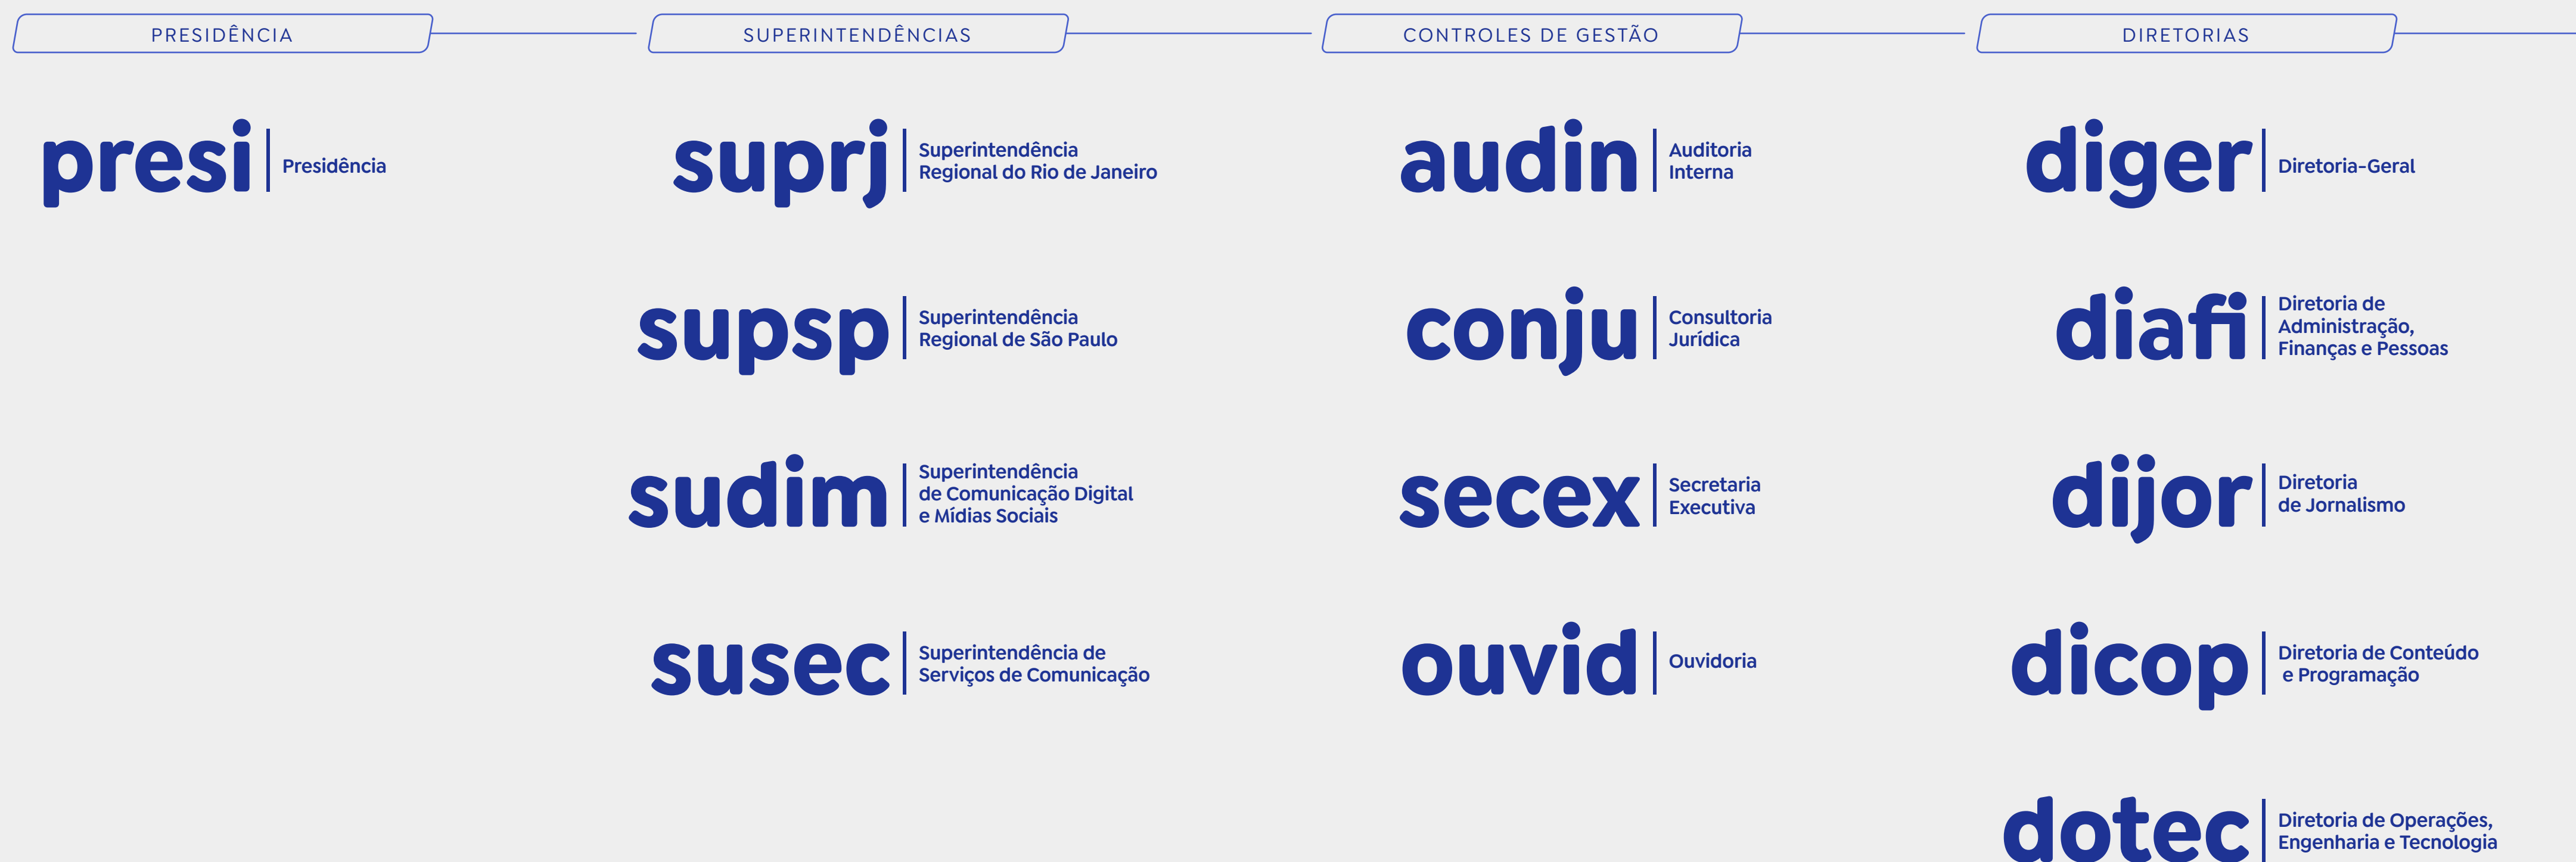 PRESIDÊNCIA
presi
Presidência
SUPERINTENDÊNCIAS
suprj
Superintendência
Regional do Rio de Janeiro
supsp
Superintendência
Regional de São Paulo
sudim
Superintendência
de Comunicação Digital
e Mídias Sociais
susec
Superintendência de
Serviços de Comunicação
CONTROLES DE GESTÃO
audin
Auditoria
Interna
conju
Consultoria
Jurídica
secex
Secretaria
Executiva
ouvid
Ouvidoria
DIRETORIAS
diger
Diretoria-Geral
diafi
Diretoria de
Administração,
Finanças e Pessoas
dijor
Diretoria
de Jornalismo
dicop
Diretoria de Conteúdo
e Programação
dotec
Diretoria de Operações,
Engenharia e Tecnologia